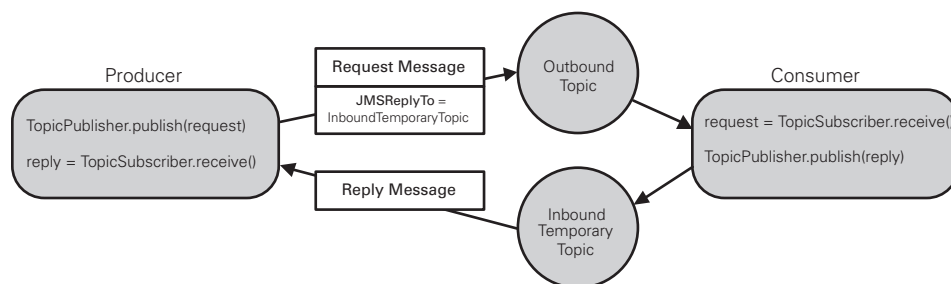 Producer
TopicPublisher.publish(request)
reply = TopicSubscriber.receive()
Request Message
JMSReplyTo =
InboundTemporaryTopic
Outbound
Topic
Consumer
request = TopicSubscriber.receive()
TopicPublisher.publish(reply)
Reply Message
Inbound
Temporary
Topic